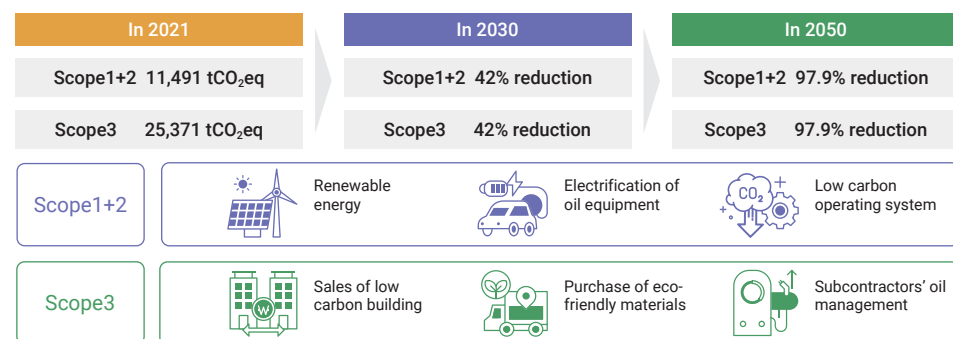 In 2021
In 2030
In 2050
Scope1+2 11,491 tCO₂eq
Scope1+2 42% reduction
Scope1+2 97.9% reduction
Scope3 25,371 tCO₂eq
Scope3 42% reduction
Scope3 97.9% reduction
Scope1+2
Renewable
energy
Electrification of
oil equipment
CO₂
Low carbon
operating system
Scope3
W
Sales of low
carbon building
Purchase of eco-
friendly materials
Subcontractors’ oil
management